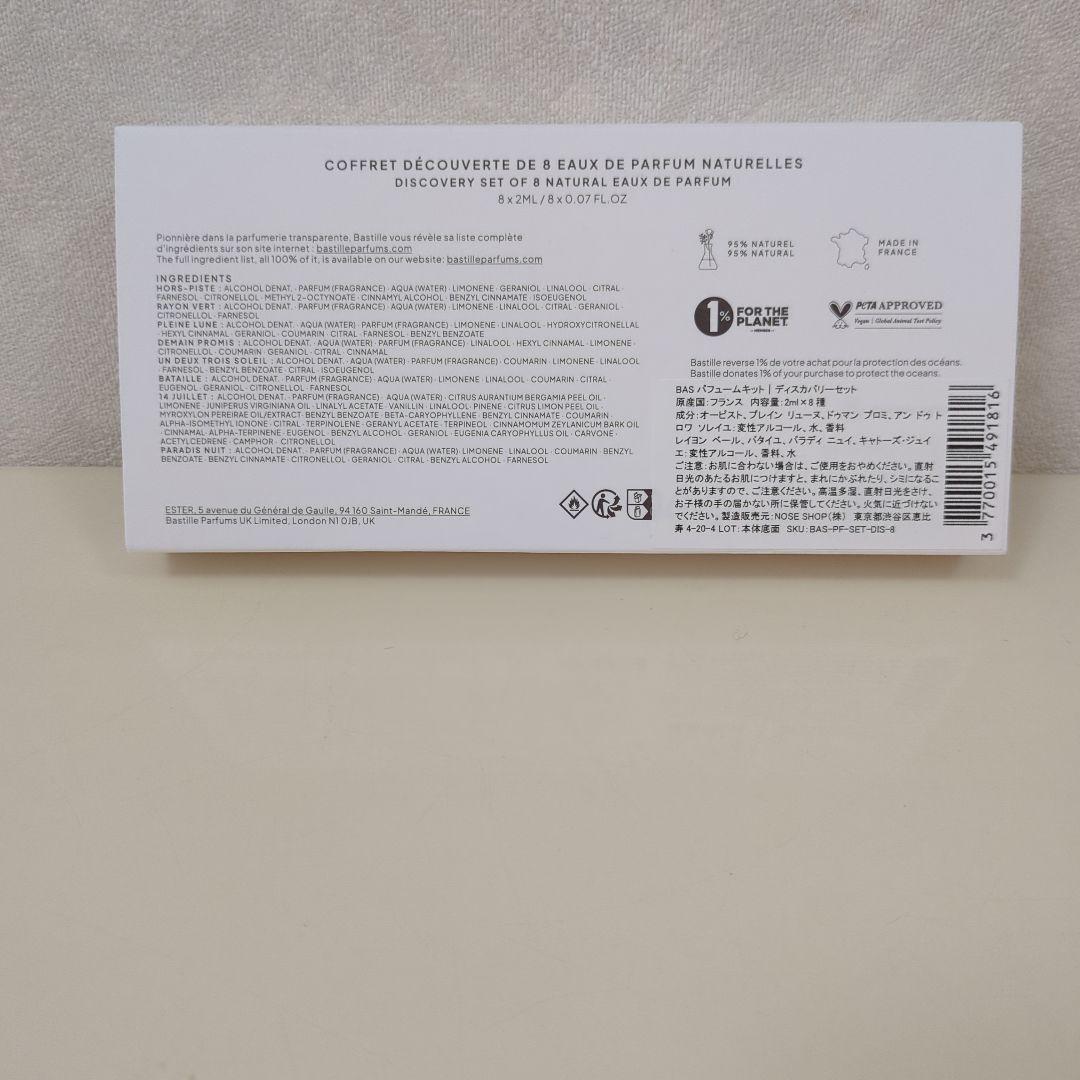 COFFRET DÉCOUVERTE DE 8 EAUX DE PARFUM NATURELLES
DISCOVERY SET OF 8 NATURAL EAUX DE PARFUM
8 x 2ML / 8 x 0.07 FL.OZ
Pionnière dans la parfumerie transparente, Bastille vous révèle sa liste complète
d'ingrédients sur son site internet : bastilleparfums.com
The full ingredient list, all 100% of it, is available on our website: bastilleparfums.com
INGREDIENTS
HORS-PISTE : ALCOHOL DENAT. · PARFUM (FRAGRANCE) · AQUA (WATER) · LIMONENE · GERANIOL · LINALOOL · CITRAL ·
FARNESOL · CITRONELLOL · METHYL 2-OCTYNOATE · CINNAMYL ALCOHOL · BENZYL CINNAMATE · ISOEUGENOL
RAYON VERT : ALCOHOL DENAT. · PARFUM (FRAGRANCE) · AQUA (WATER) · LIMONENE · LINALOOL · CITRAL · GERANIOL ·
CITRONELLOL · FARNESOL
PLEINE LUNE : ALCOHOL DENAT. · AQUA (WATER) · PARFUM (FRAGRANCE) · LIMONENE · LINALOOL · HYDROXYCITRONELLAL
· HEXYL CINNAMAL · GERANIOL · COUMARIN · CITRAL · FARNESOL · BENZYL BENZOATE
DEMAIN PROMIS : ALCOHOL DENAT. · AQUA (WATER) · PARFUM (FRAGRANCE) · LINALOOL · HEXYL CINNAMAL · LIMONENE ·
CITRONELLOL · COUMARIN · GERANIOL · CITRAL · CINNAMAL
UN DEUX TROIS SOLEIL : ALCOHOL DENAT. · AQUA (WATER) · PARFUM (FRAGRANCE) · COUMARIN · LIMONENE · LINALOOL
· FARNESOL · BENZYL BENZOATE · CITRAL · ISOEUGENOL
BATAILLE : ALCOHOL DENAT. · PARFUM (FRAGRANCE) · AQUA (WATER) · LIMONENE · LINALOOL · COUMARIN · CITRAL ·
EUGENOL · GERANIOL · CITRONELLOL · FARNESOL
14 JUILLET : ALCOHOL DENAT. · PARFUM (FRAGRANCE) · AQUA (WATER) · CITRUS AURANTIUM BERGAMIA PEEL OIL ·
LIMONENE · JUNIPERUS VIRGINIANA OIL · LINALYL ACETATE · VANILLIN · LINALOOL · PINENE · CITRUS LIMON PEEL OIL ·
MYROXYLON PEREIRAE OIL/EXTRACT · BENZYL BENZOATE · BETA-CARYOPHYLLENE · BENZYL CINNAMATE · COUMARIN ·
ALPHA-ISOMETHYL IONONE · CITRAL · TERPINOLENE · GERANYL ACETATE · TERPINEOL · CINNAMOMUM ZEYLANICUM BARK OIL
· CINNAMAL · ALPHA-TERPINENE · EUGENOL · BENZYL ALCOHOL · GERANIOL · EUGENIA CARYOPHYLLUS OIL · CARVONE ·
ACETYLCEDRENE · CAMPHOR · CITRONELLOL
PARADIS NUIT : ALCOHOL DENAT. · PARFUM (FRAGRANCE) · AQUA (WATER) · LIMONENE · LINALOOL · COUMARIN · BENZYL
BENZOATE · BENZYL CINNAMATE · CITRONELLOL · GERANIOL · CITRAL · BENZYL ALCOHOL · FARNESOL
ESTER, 5 avenue du Général de Gaulle, 94 160 Saint-Mandé, FRANCE
Bastille Parfums UK Limited, London N1 0JB, UK
95% NATUREL
95% NATURAL
MADE IN
FRANCE
1% FOR THE
PLANET
MEMBER
PETA APPROVED
Vegan | Global Animal Test Policy
Bastille reverse 1% de votre achat pour la protection des océans.
Bastille donates 1% of your purchase to protect the oceans.
BAS パフュームキット | ディスカバリーセット
原産国:フランス 内容量:2ml×8種
成分:オーピスト、プレイン リューヌ、ドゥマン プロミ、アン ドゥ ト
ロワ ソレイユ:変性アルコール、水、香料
レイヨン ベール、バタイユ、パラディ ニュイ、キャトーズ・ジュイ
エ:変性アルコール、香料、水
ご注意:お肌に合わない場合は、ご使用をおやめください。直射
日光のあたるお肌につけますと、まれにかぶれたり、シミになるこ
とがありますので、ご注意ください。高温多湿、直射日光をさけ、
お子様の手の届かない所に保管してください。火気に近づけない
でください。製造販売元:NOSE SHOP(株) 東京都渋谷区恵比
寿 4-20-4 LOT:本体底面 SKU:BAS-PF-SET-DIS-8
3 770015 491816